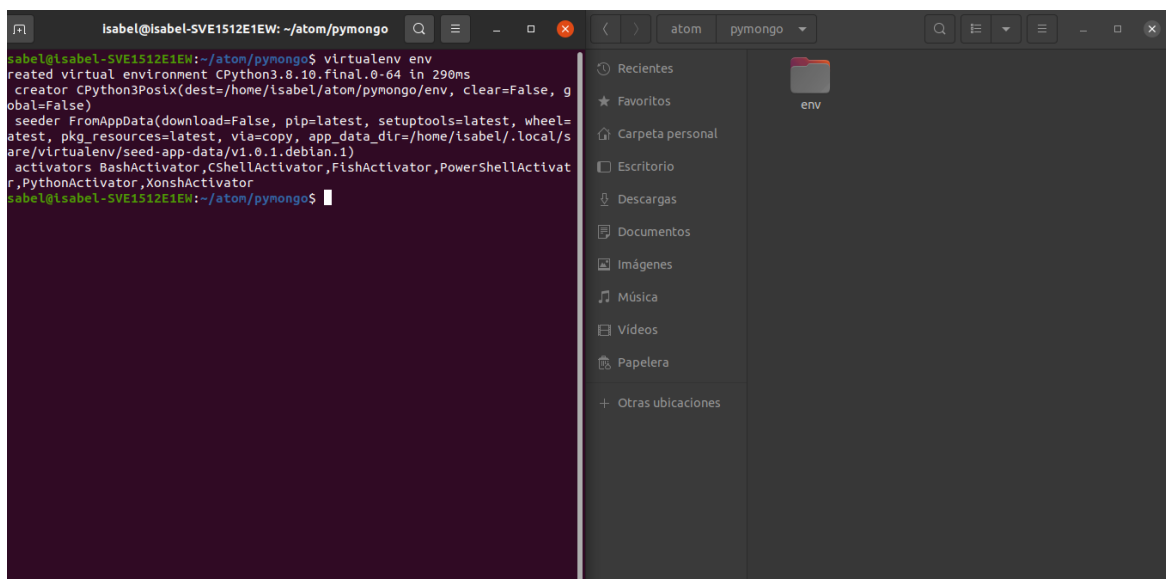 isabel@isabel-SVE1512E1EW: ~/atom/pymongo
sabel@isabel-SVE1512E1EW:~/atom/pymongo$ virtualenv env
reated virtual environment CPython3.8.10.final.0-64 in 290ms
creator CPython3Posix(dest=/home/isabel/atom/pymongo/env, clear=False, g
obal=False)
seeder FromAppData(download=False, pip=latest, setuptools=latest, wheel=
atest, pkg_resources=latest, via=copy, app_data_dir=/home/isabel/.local/s
are/virtualenv/seed-app-data/v1.0.1.debian.1)
activators BashActivator,CShellActivator,FishActivator,PowerShellActivat
r,PythonActivator,XonshActivator
sabel@isabel-SVE1512E1EW:~/atom/pymongo$
atom pymongo
Recientes
Favoritos
Carpeta personal
Escritorio
Descargas
Documentos
Imágenes
Música
Vídeos
Papelera
+ Otras ubicaciones
env